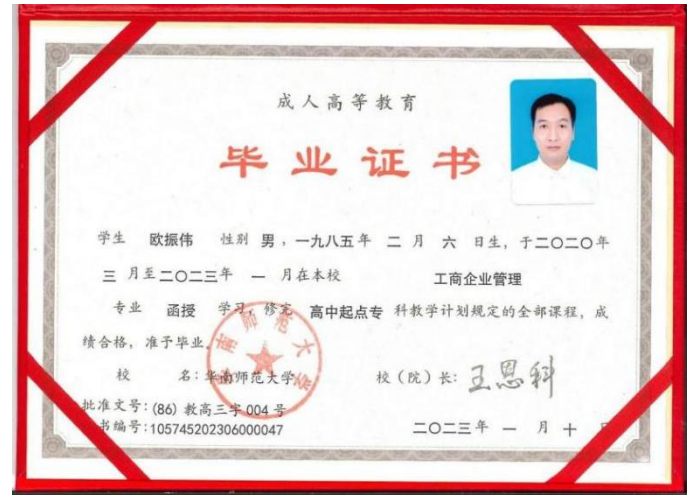 成人高等教育
毕业证书
学生 欧振伟 性别 男，一九八五年 二 月 六 日生，于二〇二〇年
三 月至二〇二三年 一 月在本校 工商企业管理
专业 函授 学习，修完 高中起点专 科教学计划规定的全部课程，成
绩合格，准予毕业。
校 名：华南师范大学 校（院）长：王恩科
批准文号：(86) 教高三字 004 号
书编号：105745202306000047 二〇二三年 一 月 十
华南师范大学